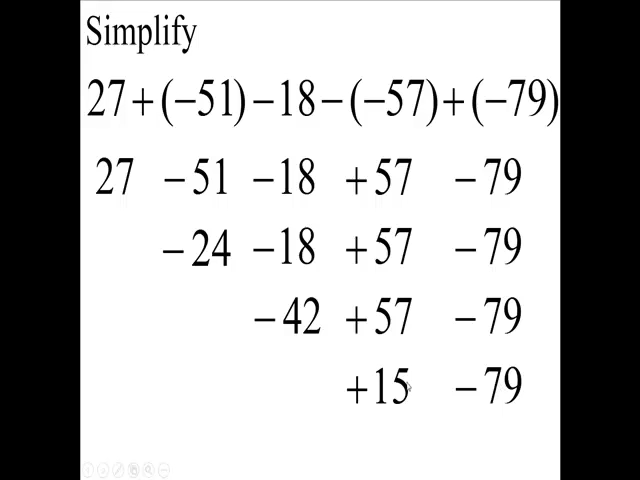 Simplify
27 + (−51) − 18 − (−57) + (−79)
27 − 51 − 18 + 57 − 79
− 24 − 18 + 57 − 79
− 42 + 57 − 79
+ 15 − 79